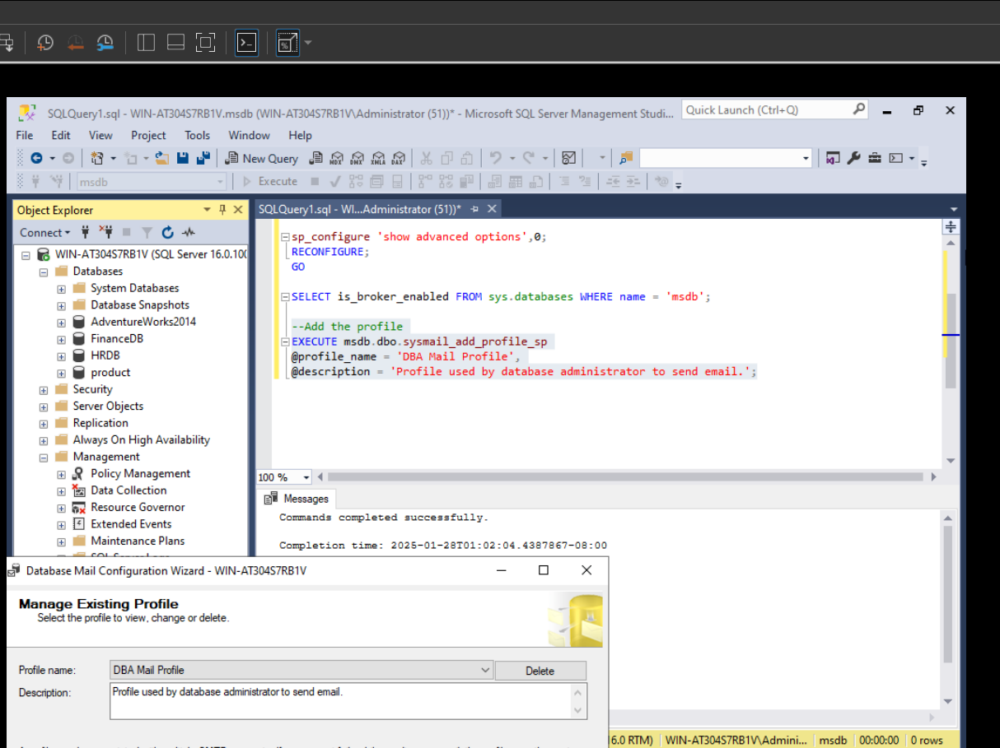 SQLQuery1.sql - WIN-AT304S7RB1V.msdb (WIN-AT304S7RB1V\Administrator (51))* - Microsoft SQL Server Management Studi...
Quick Launch (Ctrl+Q)
File Edit View Project Tools Window Help
New Query MDX DMX XMLA DAX
msdb Execute
Object Explorer
Connect
WIN-AT304S7RB1V (SQL Server 16.0.100
Databases
System Databases
Database Snapshots
AdventureWorks2014
FinanceDB
HRDB
product
Security
Server Objects
Replication
Always On High Availability
Management
Policy Management
Data Collection
Resource Governor
Extended Events
Maintenance Plans
SQLQuery1.sql - WI...Administrator (51))*
sp_configure 'show advanced options',0;
RECONFIGURE;
GO
SELECT is_broker_enabled FROM sys.databases WHERE name = 'msdb';
--Add the profile
EXECUTE msdb.dbo.sysmail_add_profile_sp
@profile_name = 'DBA Mail Profile',
@description = 'Profile used by database administrator to send email.';
100 %
Messages
Commands completed successfully.
Completion time: 2025-01-28T01:02:04.4387867-08:00
Database Mail Configuration Wizard - WIN-AT304S7RB1V
Manage Existing Profile
Select the profile to view, change or delete.
Profile name: DBA Mail Profile Delete
Description: Profile used by database administrator to send email.
16.0 RTM) WIN-AT304S7RB1V\Admini... msdb 00:00:00 0 rows